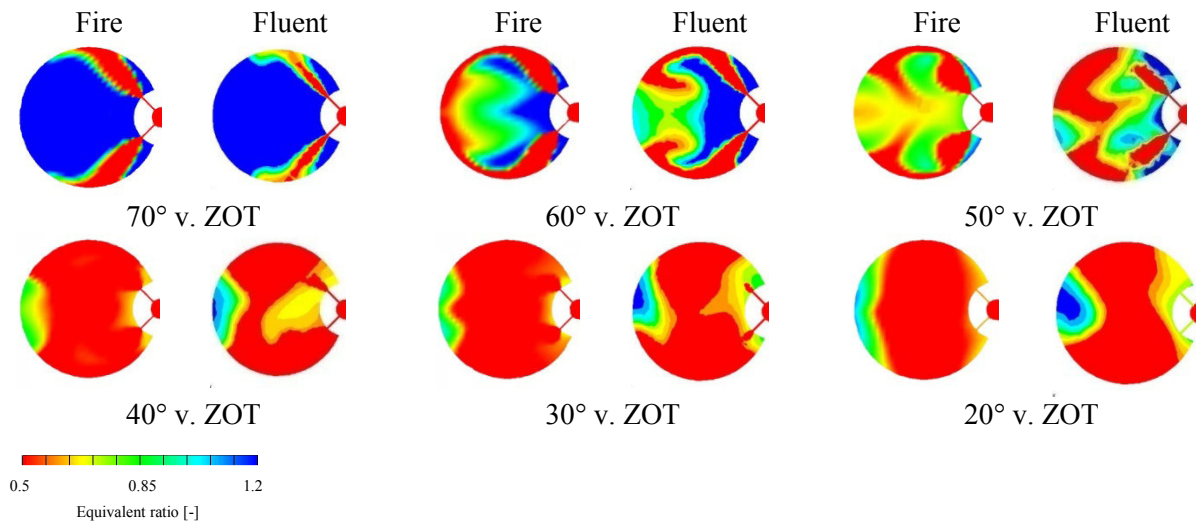 Fire Fluent Fire Fluent Fire Fluent
70° v. ZOT 60° v. ZOT 50° v. ZOT
40° v. ZOT 30° v. ZOT 20° v. ZOT
0.5 0.85 1.2
Equivalent ratio [-]